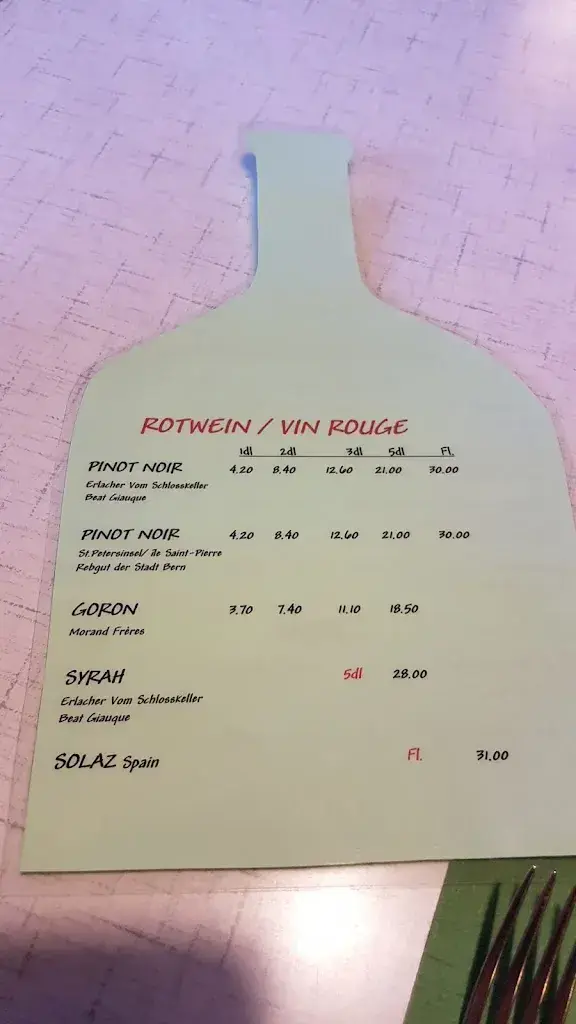 ROTWEIN / VIN ROUGE
1dl 2dl 3dl 5dl Fl.
PINOT NOIR 4.20 8.40 12.60 21.00 30.00
Erlacher Vom Schlosskeller
Beat Giauque
PINOT NOIR 4.20 8.40 12.60 21.00 30.00
St.Petersinsel/ île Saint-Pierre
Rebgut der Stadt Bern
GORON 3.70 7.40 11.10 18.50
Morand Frères
SYRAH 5dl 28.00
Erlacher Vom Schlosskeller
Beat Giauque
SOLAZ Spain Fl. 31.00